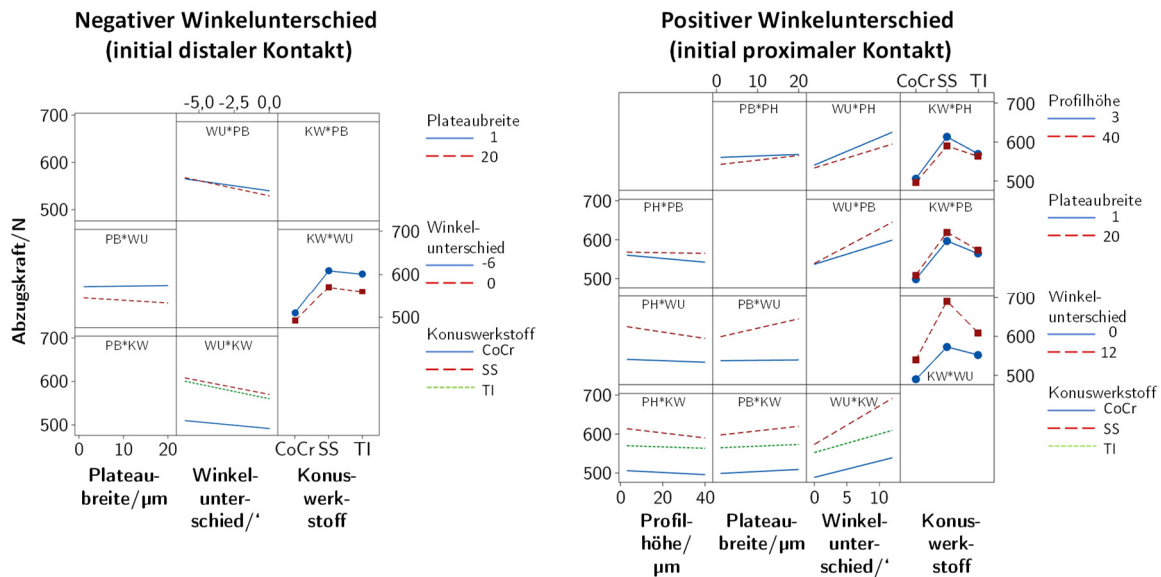 Negativer Winkelunterschied
(initial distaler Kontakt)
-5,0 -2,5 0,0
Abzugskraft/N
700
600
500
WU*PB
KW*PB
Plateaubreite
1
20
PB*WU
KW*WU
700
600
500
Winkel-
unterschied
-6
0
700
600
500
PB*KW
WU*KW
Konuswerkstoff
CoCr
SS
TI
0 10 20
CoCr SS TI
Plateau-
breite/µm
Winkel-
unter-
schied/‘
Konus-
werk-
stoff
Positiver Winkelunterschied
(initial proximaler Kontakt)
0 10 20
CoCr SS TI
PB*PH
WU*PH
KW*PH
700
600
500
Profilhöhe
3
40
700
600
500
PH*PB
WU*PB
KW*PB
Plateaubreite
1
20
PH*WU
PB*WU
KW*WU
700
600
500
Winkel-
unterschied
0
12
700
600
500
PH*KW
PB*KW
WU*KW
Konuswerkstoff
CoCr
SS
TI
0 20 40
0 5 10
Profil-
höhe/
µm
Plateau-
breite/µm
Winkel-
unter-
schied/‘
Konus-
werk-
stoff